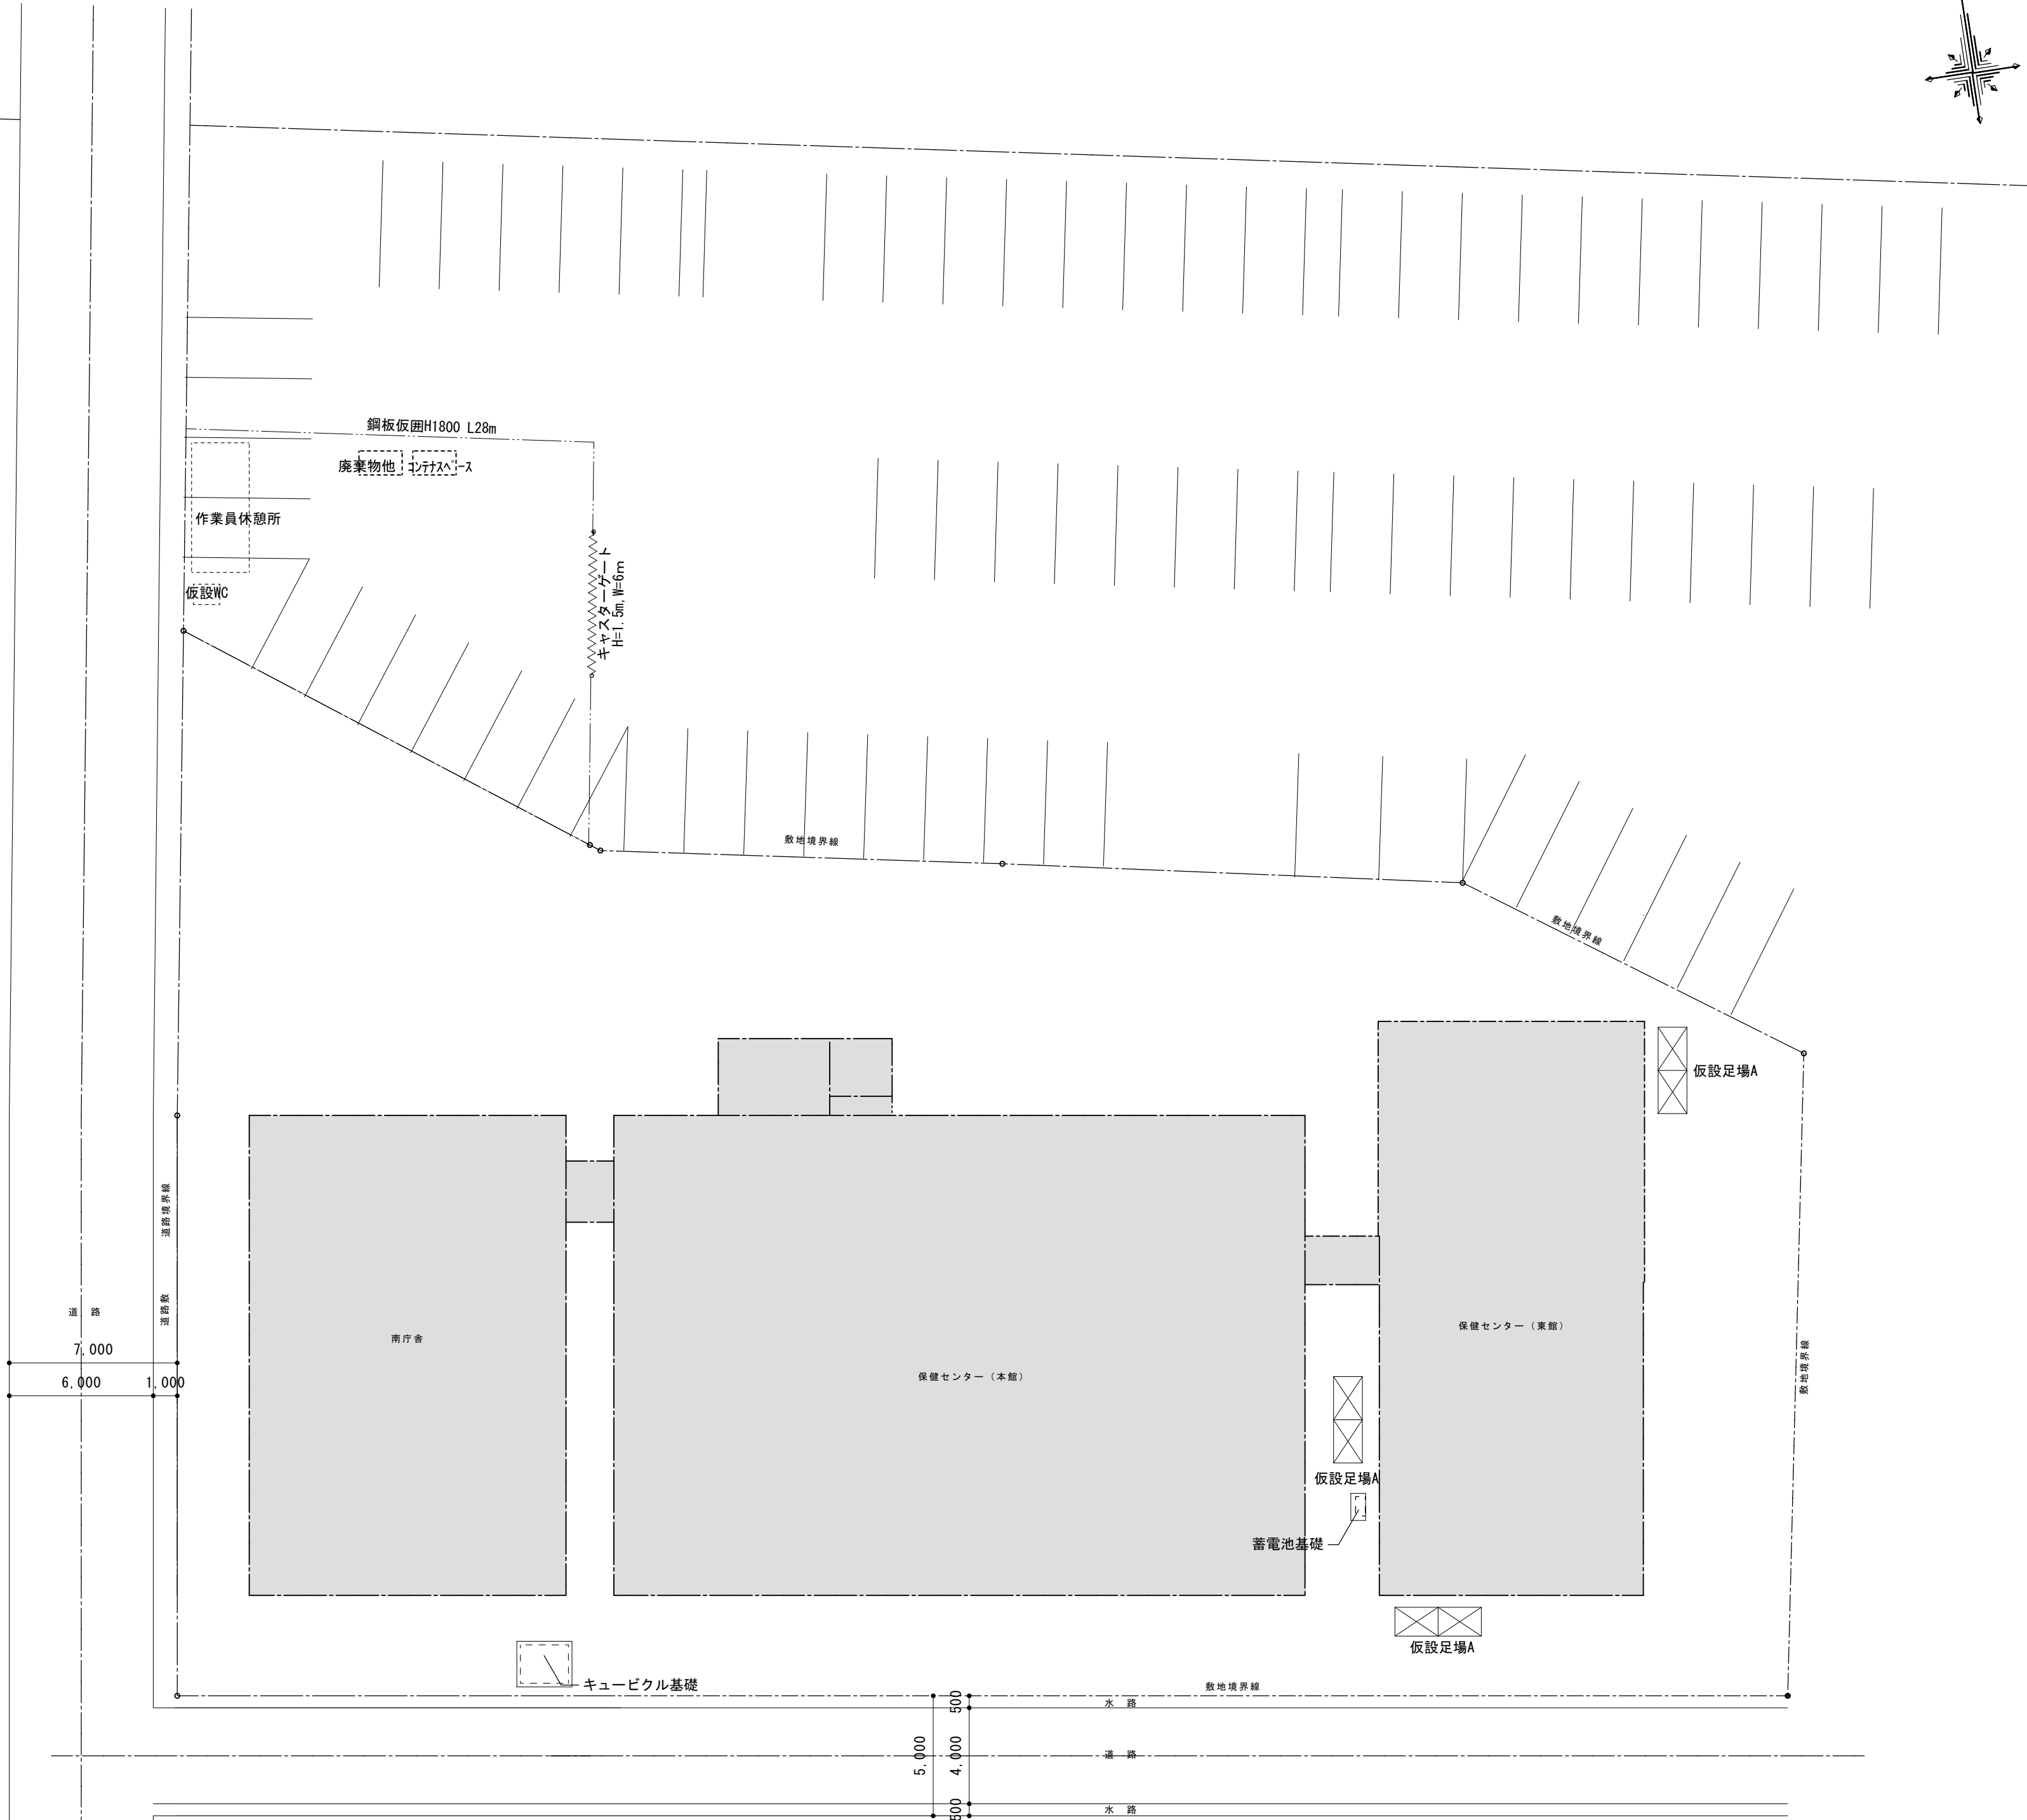 鋼板仮囲H1800 L28m
廃棄物他
コンテナスペース
作業員休憩所
仮設WC
キャスターゲート
H=1.5m,W=6m
敷地境界線
敷地境界線
仮設足場A
道路境界線
道路敷
道　路
7,000
6,000
1,000
南庁舎
保健センター（本館）
保健センター（東館）
敷地境界線
仮設足場A
蓄電池基礎
仮設足場A
キュービクル基礎
敷地境界線
500
水　路
5,000
4,000
道　路
500
水　路